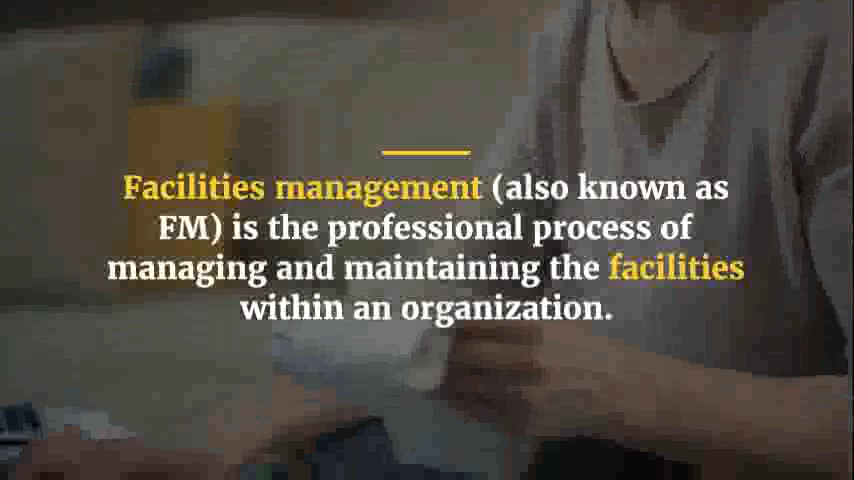 Facilities management (also known as
FM) is the professional process of
managing and maintaining the facilities
within an organization.